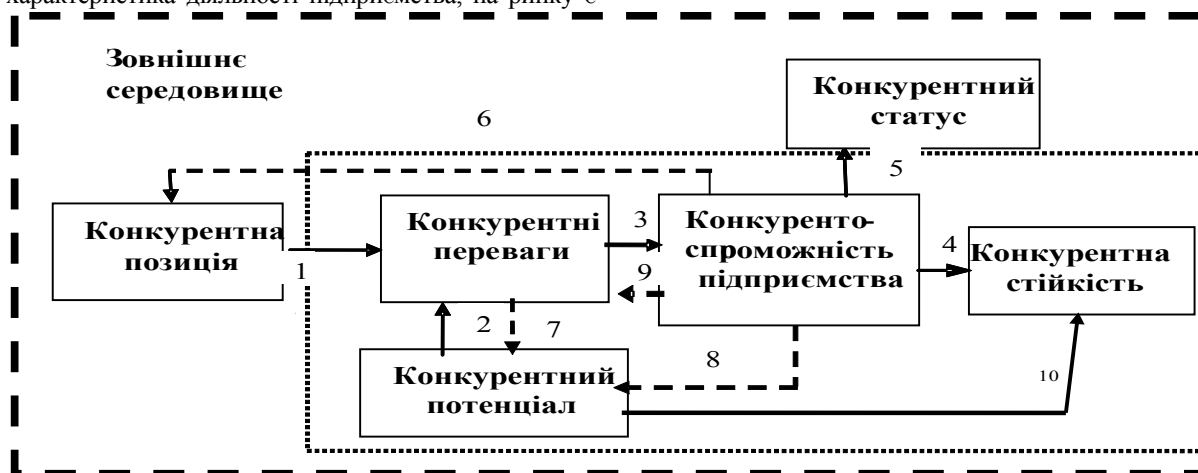 характеристика діяльності підприємства, на ринку є
Зовнішнє
середовище
Конкурентний
статус
6
5
Конкурентна
позиція
1
Конкурентні
переваги
3
Конкуренто-
спроможність
підприємства
4
Конкурентна
стійкість
9
2
7
8
10
Конкурентний
потенціал